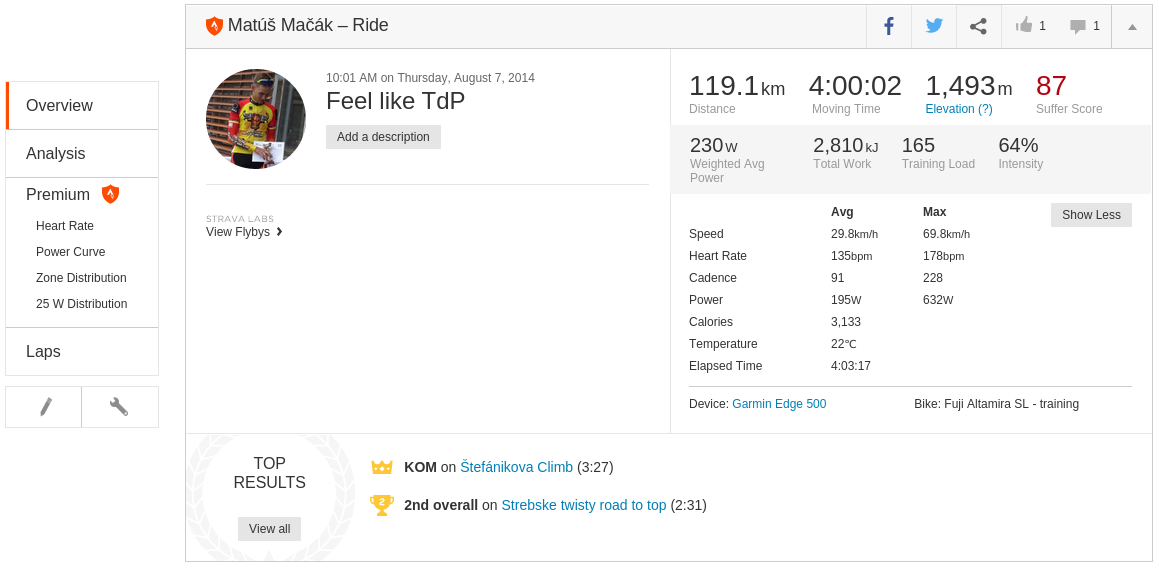 Overview
Analysis
Premium
Heart Rate
Power Curve
Zone Distribution
25 W Distribution
Laps
Matúš Mačák – Ride
1
1
10:01 AM on Thursday, August 7, 2014
Feel like TdP
Add a description
STRAVA LABS
View Flybys
119.1 km 4:00:02 1,493 m 87
Distance Moving Time Elevation (?) Suffer Score
230 W 2,810 kJ 165 64%
Weighted Avg Total Work Training Load Intensity
Power
Avg Max Show Less
Speed 29.8km/h 69.8km/h
Heart Rate 135bpm 178bpm
Cadence 91 228
Power 195W 632W
Calories 3,133
Temperature 22℃
Elapsed Time 4:03:17
Device: Garmin Edge 500 Bike: Fuji Altamira SL - training
TOP
RESULTS
View all
KOM on Štefánikova Climb (3:27)
2
2nd overall on Strebske twisty road to top (2:31)